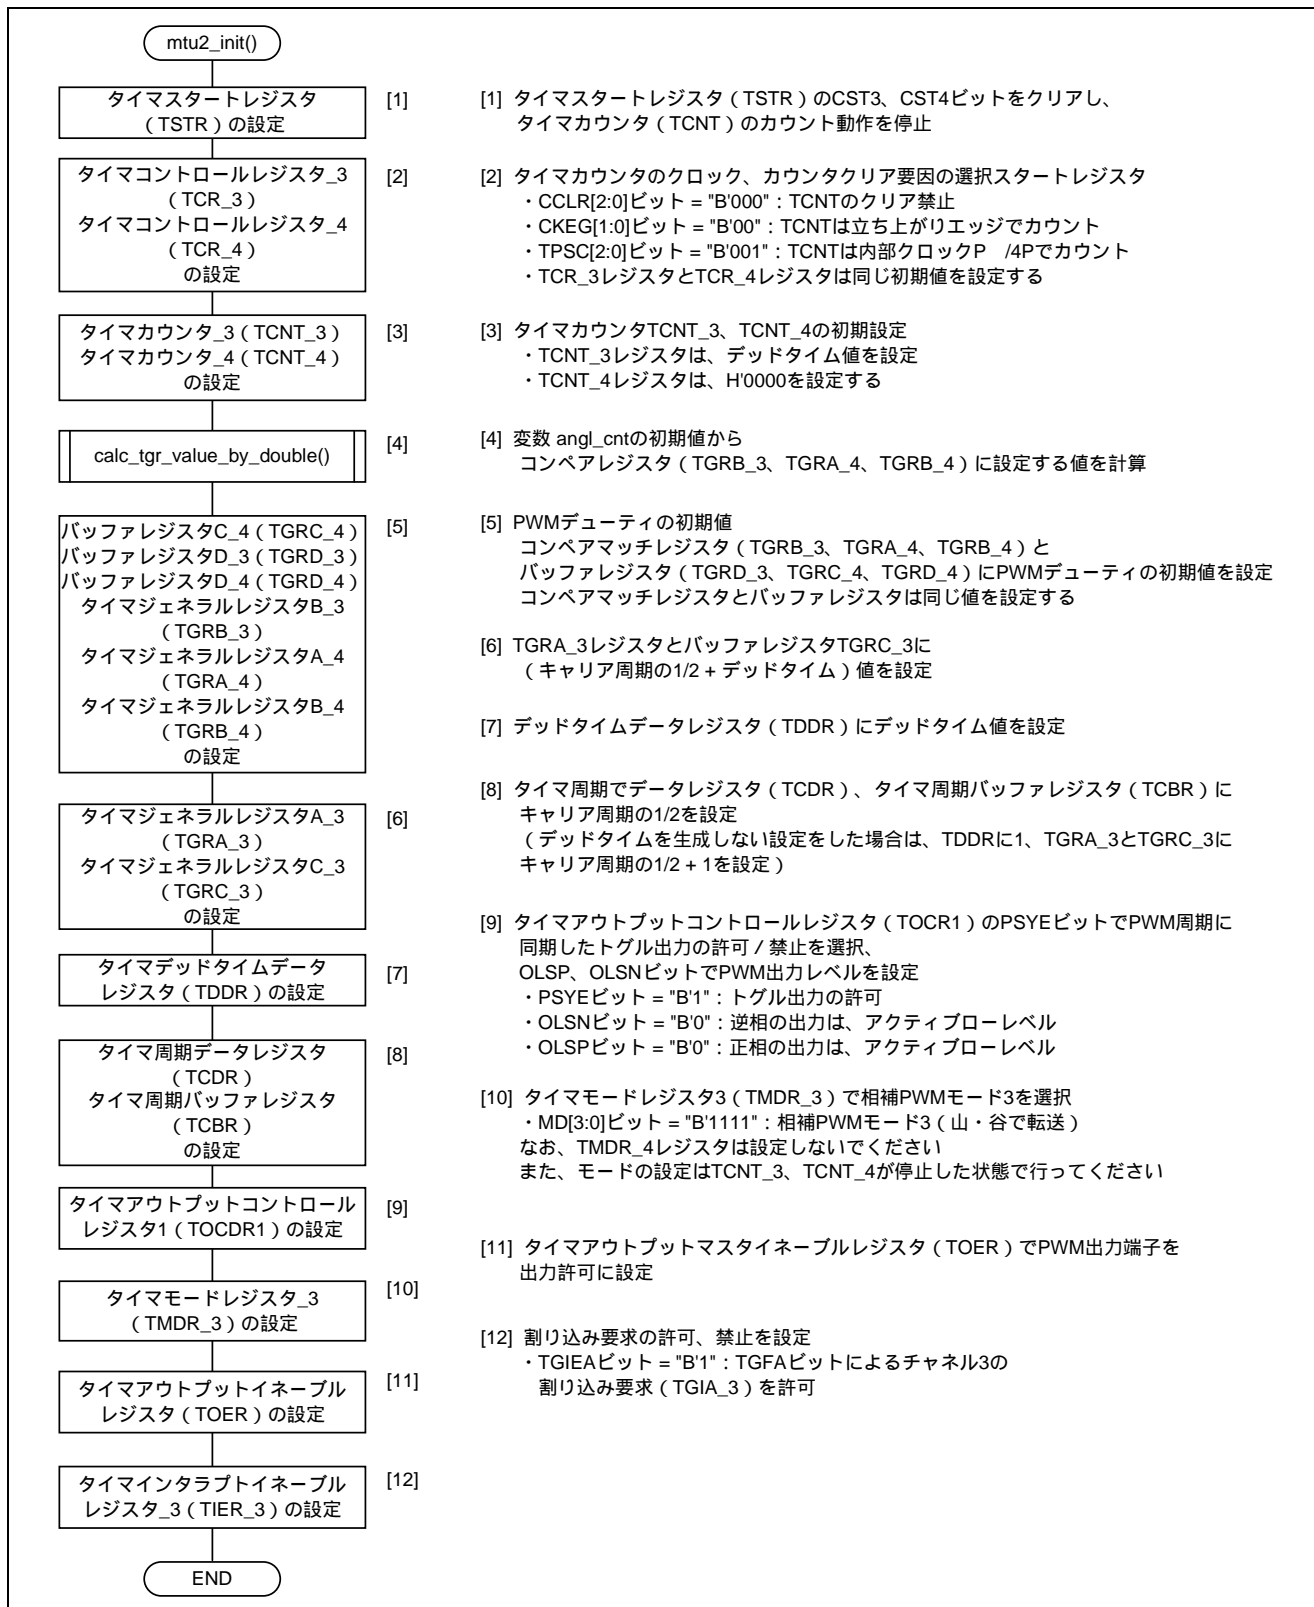 mtu2_init()
タイマスタートレジスタ
(TSTR)の設定
[1]
タイマコントロールレジスタ_3
(TCR_3)
タイマコントロールレジスタ_4
(TCR_4)
の設定
[2]
タイマカウンタ_3(TCNT_3)
タイマカウンタ_4(TCNT_4)
の設定
[3]
calc_tgr_value_by_double()
[4]
バッファレジスタC_4(TGRC_4)
バッファレジスタD_3(TGRD_3)
バッファレジスタD_4(TGRD_4)
タイマジェネラルレジスタB_3
(TGRB_3)
タイマジェネラルレジスタA_4
(TGRA_4)
タイマジェネラルレジスタB_4
(TGRB_4)
の設定
[5]
タイマジェネラルレジスタA_3
(TGRA_3)
タイマジェネラルレジスタC_3
(TGRC_3)
の設定
[6]
タイマデッドタイムデータ
レジスタ(TDDR)の設定
[7]
タイマ周期データレジスタ
(TCDR)
タイマ周期バッファレジスタ
(TCBR)
の設定
[8]
タイマアウトプットコントロール
レジスタ1(TOCDR1)の設定
[9]
タイマモードレジスタ_3
(TMDR_3)の設定
[10]
タイマアウトプットイネーブル
レジスタ(TOER)の設定
[11]
タイマインタラプトイネーブル
レジスタ_3(TIER_3)の設定
[12]
END
[1] タイマスタートレジスタ(TSTR)のCST3、CST4ビットをクリアし、
タイマカウンタ(TCNT)のカウント動作を停止
[2] タイマカウンタのクロック、カウンタクリア要因の選択スタートレジスタ
・CCLR[2:0]ビット = "B'000":TCNTのクリア禁止
・CKEG[1:0]ビット = "B'00":TCNTは立ち上がりエッジでカウント
・TPSC[2:0]ビット = "B'001":TCNTは内部クロックP /4Pでカウント
・TCR_3レジスタとTCR_4レジスタは同じ初期値を設定する
[3] タイマカウンタTCNT_3、TCNT_4の初期設定
・TCNT_3レジスタは、デッドタイム値を設定
・TCNT_4レジスタは、H'0000を設定する
[4] 変数 angl_cntの初期値から
コンペアレジスタ(TGRB_3、TGRA_4、TGRB_4)に設定する値を計算
[5] PWMデューティの初期値
コンペアマッチレジスタ(TGRB_3、TGRA_4、TGRB_4)と
バッファレジスタ(TGRD_3、TGRC_4、TGRD_4)にPWMデューティの初期値を設定
コンペアマッチレジスタとバッファレジスタは同じ値を設定する
[6] TGRA_3レジスタとバッファレジスタTGRC_3に
(キャリア周期の1/2 + デッドタイム)値を設定
[7] デッドタイムデータレジスタ(TDDR)にデッドタイム値を設定
[8] タイマ周期でデータレジスタ(TCDR)、タイマ周期バッファレジスタ(TCBR)に
キャリア周期の1/2を設定
(デッドタイムを生成しない設定をした場合は、TDDRに1、TGRA_3とTGRC_3に
キャリア周期の1/2 + 1を設定)
[9] タイマアウトプットコントロールレジスタ(TOCR1)のPSYEビットでPWM周期に
同期したトグル出力の許可/禁止を選択、
OLSP、OLSNビットでPWM出力レベルを設定
・PSYEビット = "B'1":トグル出力の許可
・OLSNビット = "B'0":逆相の出力は、アクティブローレベル
・OLSPビット = "B'0":正相の出力は、アクティブローレベル
[10] タイマモードレジスタ3(TMDR_3)で相補PWMモード3を選択
・MD[3:0]ビット = "B'1111":相補PWMモード3(山・谷で転送)
なお、TMDR_4レジスタは設定しないでください
また、モードの設定はTCNT_3、TCNT_4が停止した状態で行ってください
[11] タイマアウトプットマスタイネーブルレジスタ(TOER)でPWM出力端子を
出力許可に設定
[12] 割り込み要求の許可、禁止を設定
・TGIEAビット = "B'1":TGFAビットによるチャネル3の
割り込み要求(TGIA_3)を許可